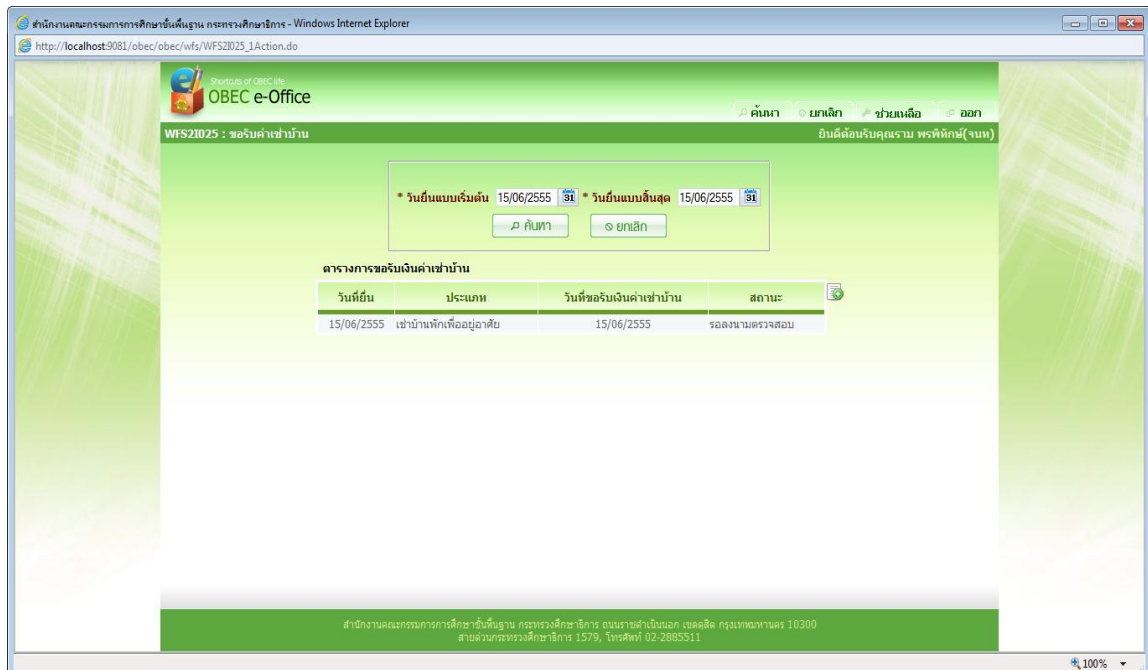 สำนักงานคณะกรรมการการศึกษาขั้นพื้นฐาน กระทรวงศึกษาธิการ - Windows Internet Explorer
http://localhost:9081/obec/obec/wfs/WFS2I025_1Action.do
Shortcuts of OBEC life
OBEC e-Office
ค้นหา ยกเลิก ช่วยเหลือ ออก
WFS2I025 : ขอรับค่าเช่าบ้าน ยินดีต้อนรับคุณราม พรพิทักษ์(จนท)
* วันยื่นแบบเริ่มต้น 15/06/2555 31 * วันยื่นแบบสิ้นสุด 15/06/2555 31
ค้นหา ยกเลิก
ตารางการขอรับเงินค่าเช่าบ้าน
วันที่ยื่น ประเภท วันที่ขอรับเงินค่าเช่าบ้าน สถานะ
15/06/2555 เช่าบ้านพักเพื่ออยู่อาศัย 15/06/2555 รอลงนามตรวจสอบ
สำนักงานคณะกรรมการการศึกษาขั้นพื้นฐาน กระทรวงศึกษาธิการ ถนนราชดำเนินนอก เขตดุสิต กรุงเทพมหานคร 10300
สายด่วนกระทรวงศึกษาธิการ 1579, โทรศัพท์ 02-2885511
100%